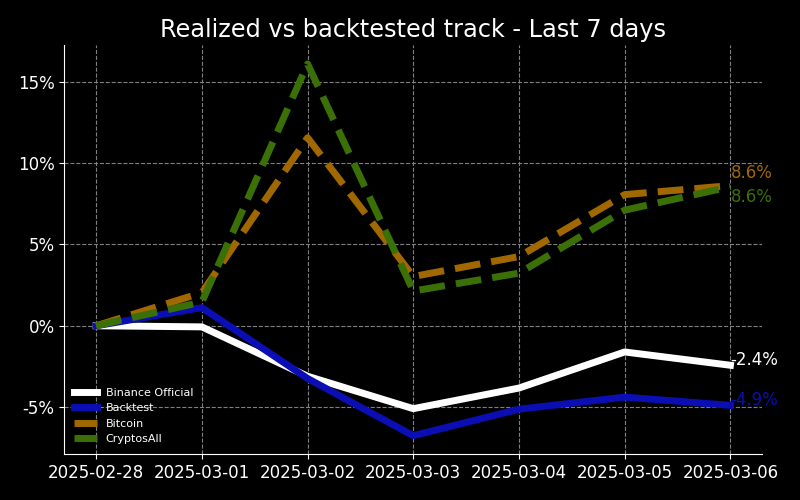 Realized vs backtested track - Last 7 days
15%
10%
5%
0%
-5%
8.6%
8.6%
-2.4%
-4.9%
Binance Official
Backtest
Bitcoin
CryptosAll
2025-02-28 2025-03-01 2025-03-02 2025-03-03 2025-03-04 2025-03-05 2025-03-06